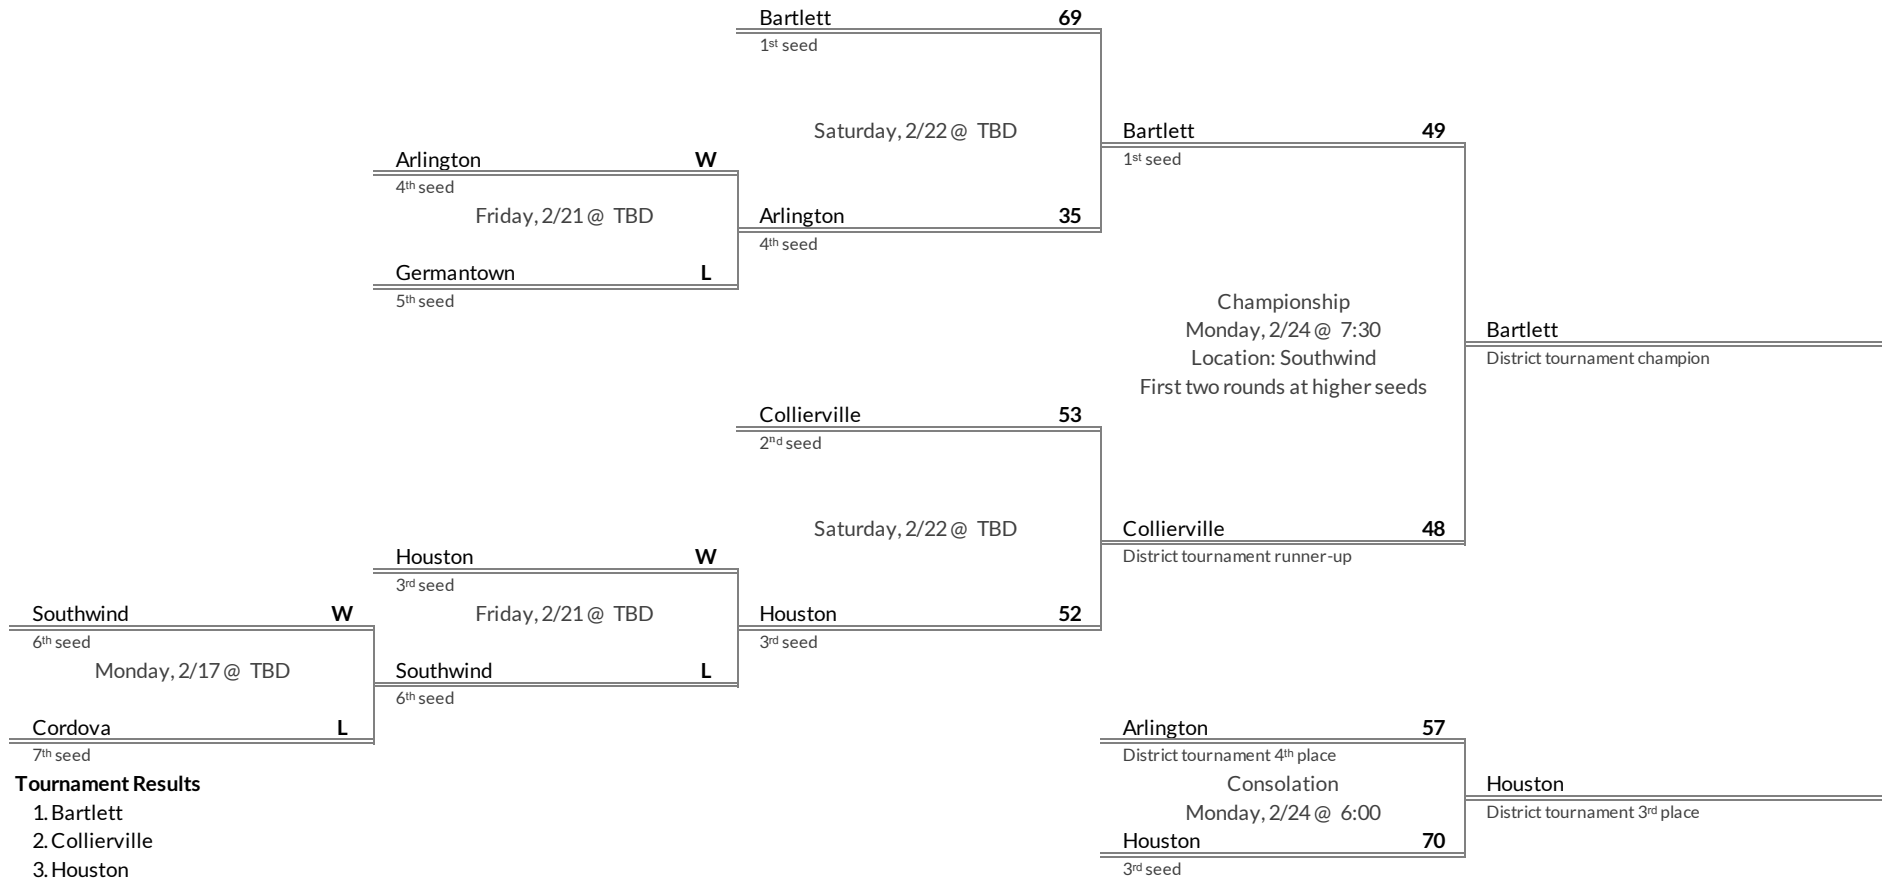 Bartlett 69
1st seed
Saturday, 2/22 @ TBD
Bartlett 49
1st seed
Arlington W
4th seed
Friday, 2/21 @ TBD
Arlington 35
4th seed
Germantown L
5th seed
Championship
Monday, 2/24 @ 7:30
Location: Southwind
First two rounds at higher seeds
Bartlett
District tournament champion
Collierville 53
2nd seed
Saturday, 2/22 @ TBD
Collierville 48
District tournament runner-up
Houston W
3rd seed
Southwind W
6th seed
Friday, 2/21 @ TBD
Houston 52
3rd seed
Monday, 2/17 @ TBD
Southwind L
6th seed
Cordova L
7th seed
Arlington 57
District tournament 4th place
Consolation
Monday, 2/24 @ 6:00
Houston
District tournament 3rd place
Houston 70
3rd seed
Tournament Results
1. Bartlett
2. Collierville
3. Houston